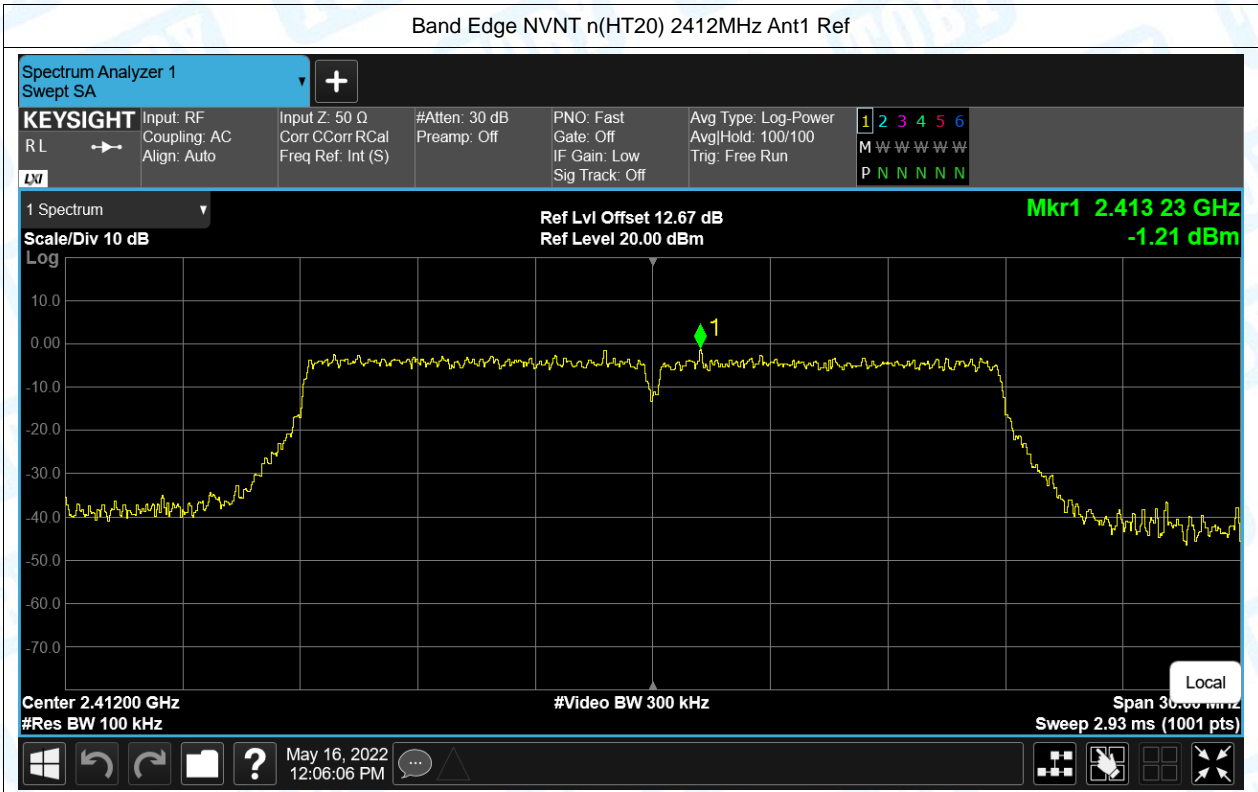 Band Edge NVNT n(HT20) 2412MHz Ant1 Ref
Spectrum Analyzer 1
Swept SA
KEYSIGHT
R L
LXI
Input: RF
Coupling: AC
Align: Auto
Input Z: 50 Ω
Corr CCorr RCal
Freq Ref: Int (S)
#Atten: 30 dB
Preamp: Off
PNO: Fast
Gate: Off
IF Gain: Low
Sig Track: Off
Avg Type: Log-Power
Avg|Hold: 100/100
Trig: Free Run
1 2 3 4 5 6
M W W W W W
P N N N N N
1 Spectrum
Scale/Div 10 dB
Ref Lvl Offset 12.67 dB
Ref Level 20.00 dBm
Mkr1 2.413 23 GHz
-1.21 dBm
Log
10.0
0.00
-10.0
-20.0
-30.0
-40.0
-50.0
-60.0
-70.0
1
Local
Center 2.41200 GHz
#Video BW 300 kHz
Span 30.00 MHz
#Res BW 100 kHz
Sweep 2.93 ms (1001 pts)
?
May 16, 2022
12:06:06 PM